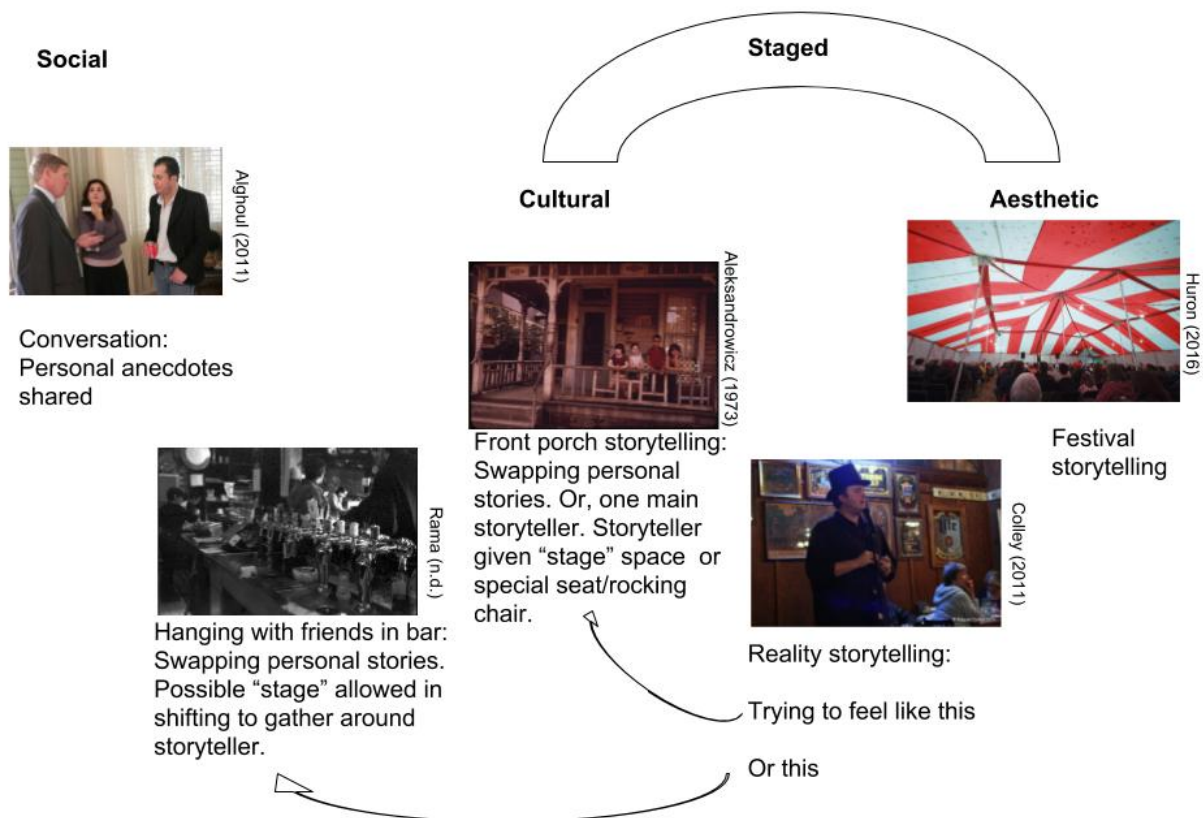 Social
Staged
Cultural
Aesthetic
Alghoul (2011)
Conversation:
Personal anecdotes
shared
Rama (n.d.)
Hanging with friends in bar:
Swapping personal stories.
Possible “stage” allowed in
shifting to gather around
storyteller.
Aleksandrowicz (1973)
Front porch storytelling:
Swapping personal
stories. Or, one main
storyteller. Storyteller
given “stage” space or
special seat/rocking
chair.
Huron (2016)
Festival
storytelling
Colley (2011)
Reality storytelling:
Trying to feel like this
Or this